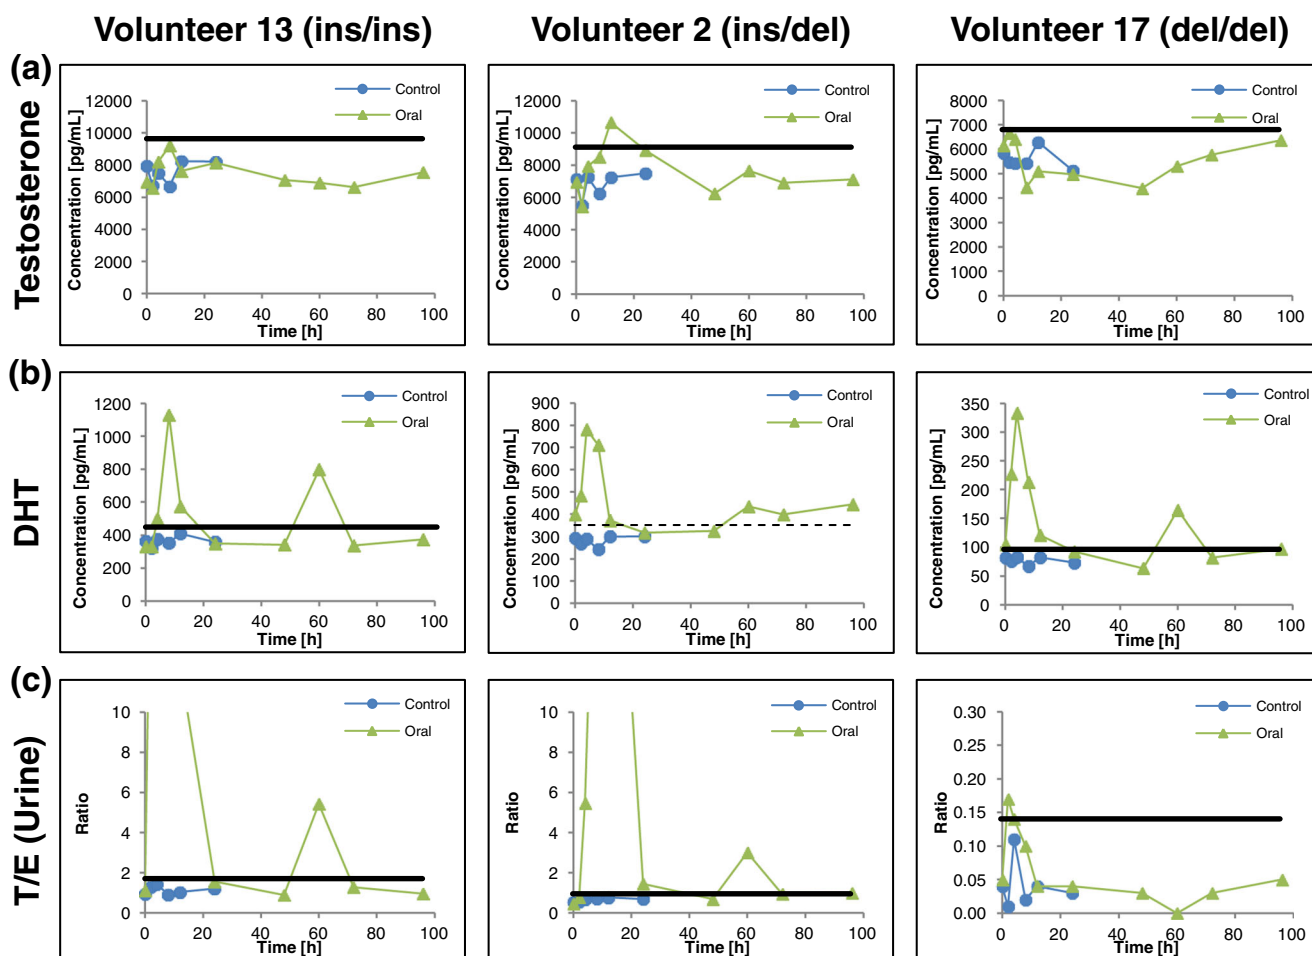 Volunteer 13 (ins/ins) Volunteer 2 (ins/del) Volunteer 17 (del/del)
(a)
Testosterone
Control
Oral
Concentration [pg/mL]
12000
10000
8000
6000
4000
2000
0
0 20 40 60 80 100
Time [h]
Control
Oral
Concentration [pg/mL]
12000
10000
8000
6000
4000
2000
0
0 20 40 60 80 100
Time [h]
Control
Oral
Concentration [pg/mL]
8000
7000
6000
5000
4000
3000
2000
1000
0
0 20 40 60 80 100
Time [h]
(b)
DHT
Control
Oral
Concentration [pg/mL]
1200
1000
800
600
400
200
0
0 20 40 60 80 100
Time [h]
Control
Oral
Concentration [pg/mL]
900
800
700
600
500
400
300
200
100
0
0 20 40 60 80 100
Time [h]
Control
Oral
Concentration [pg/mL]
350
300
250
200
150
100
50
0
0 20 40 60 80 100
Time [h]
(c)
T/E (Urine)
Control
Oral
Ratio
10
8
6
4
2
0
0 20 40 60 80 100
Time [h]
Control
Oral
Ratio
10
8
6
4
2
0
0 20 40 60 80 100
Time [h]
Control
Oral
Ratio
0.30
0.25
0.20
0.15
0.10
0.05
0.00
0 20 40 60 80 100
Time [h]